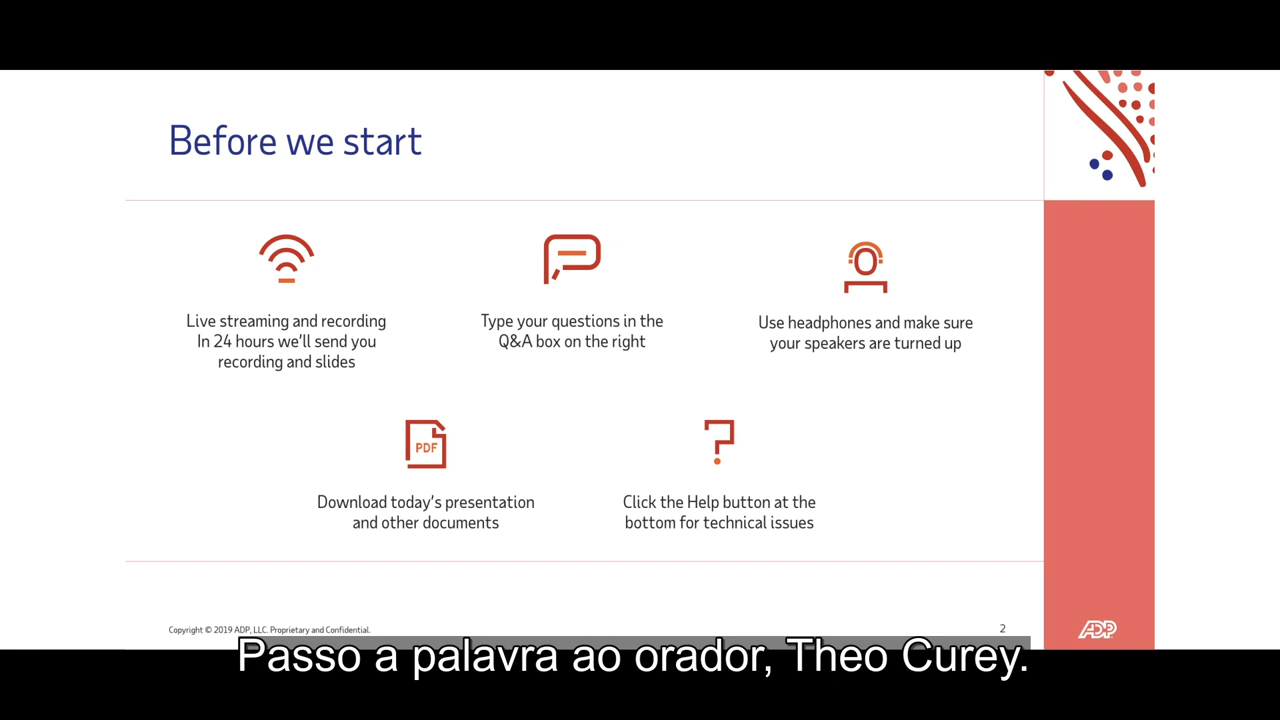 Before we start
Live streaming and recording
In 24 hours we'll send you
recording and slides
Type your questions in the
Q&A box on the right
Use headphones and make sure
your speakers are turned up
PDF
Download today's presentation
and other documents
?
Click the Help button at the
bottom for technical issues
Copyright © 2019 ADP, LLC. Proprietary and Confidential.
2
ADP
Passo a palavra ao orador, Theo Curey.